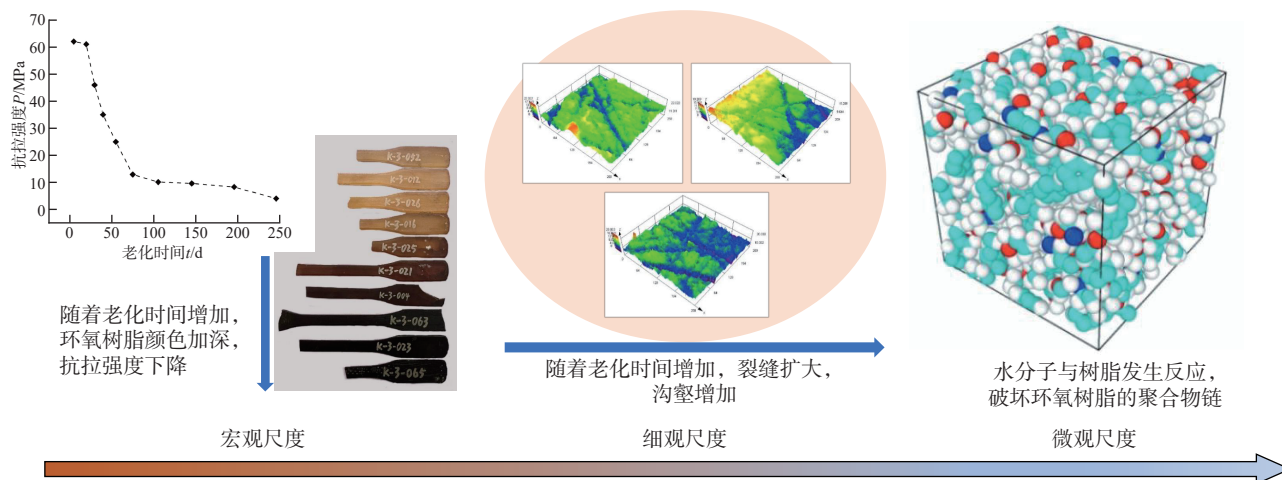 70
60
50
40
30
20
10
0
抗拉强度P/MPa
0 50 100 150 200 250
老化时间t/d
K-3-032
K-3-012
K-3-026
K-3-016
K-3-025
K-3-021
K-3-004
K-3-063
K-3-023
K-3-065
随着老化时间增加，
环氧树脂颜色加深，
抗拉强度下降
随着老化时间增加，裂缝扩大，
沟壑增加
水分子与树脂发生反应，
破坏环氧树脂的聚合物链
宏观尺度
细观尺度
微观尺度